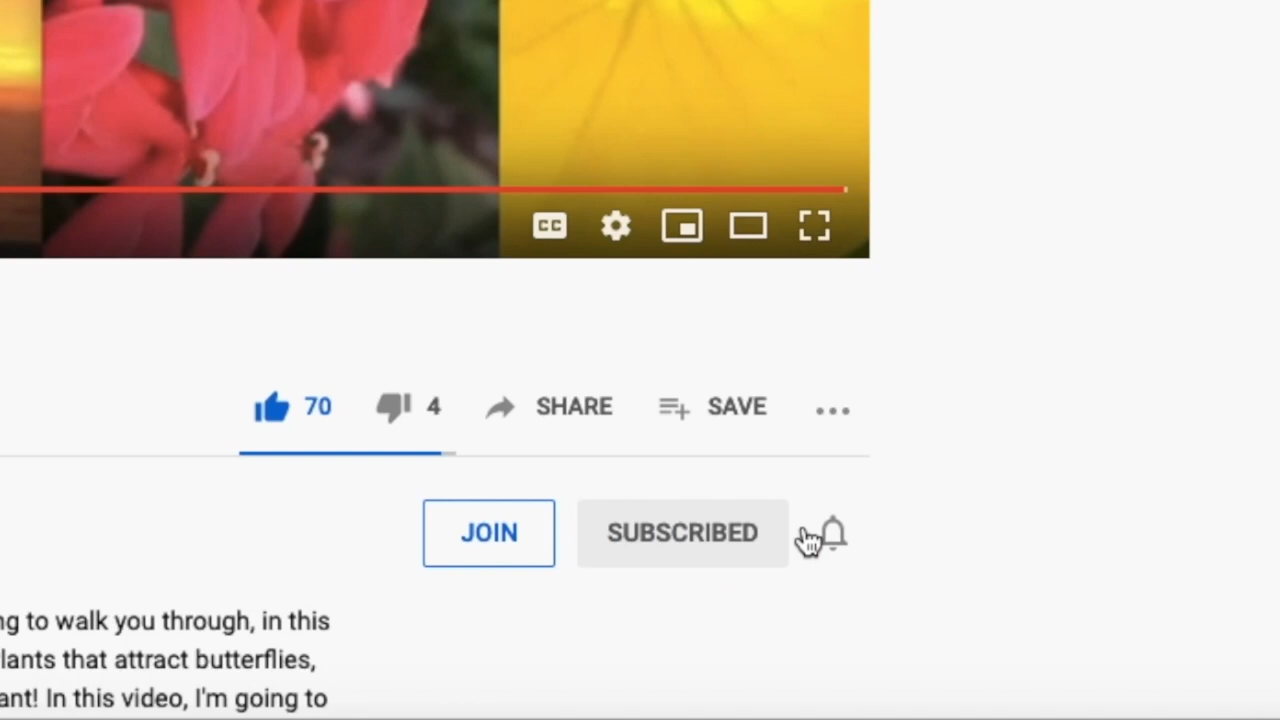 CC
70 4 SHARE SAVE
JOIN SUBSCRIBED
ng to walk you through, in this
lants that attract butterflies,
ant! In this video, I'm going to